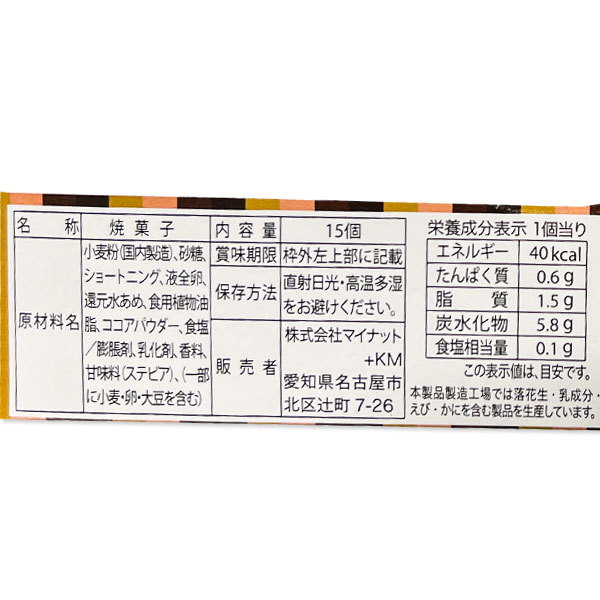 名称 焼菓子
原材料名
小麦粉(国内製造)、砂糖、
ショートニング、液全卵、
還元水あめ、食用植物油
脂、ココアパウダー、食塩
/膨脹剤、乳化剤、香料、
甘味料(ステビア)、(一部
に小麦・卵・大豆を含む)
内容量 15個
賞味期限 枠外左上部に記載
保存方法
直射日光・高温多湿
をお避けください。
販売者
株式会社マイナット
+KM
愛知県名古屋市
北区辻町 7-26
栄養成分表示 1個当り
エネルギー 40kcal
たんぱく質 0.6g
脂質 1.5g
炭水化物 5.8g
食塩相当量 0.1g
この表示値は、目安です。
本製品製造工場では落花生・乳成分・
えび・かにを含む製品を生産しています。